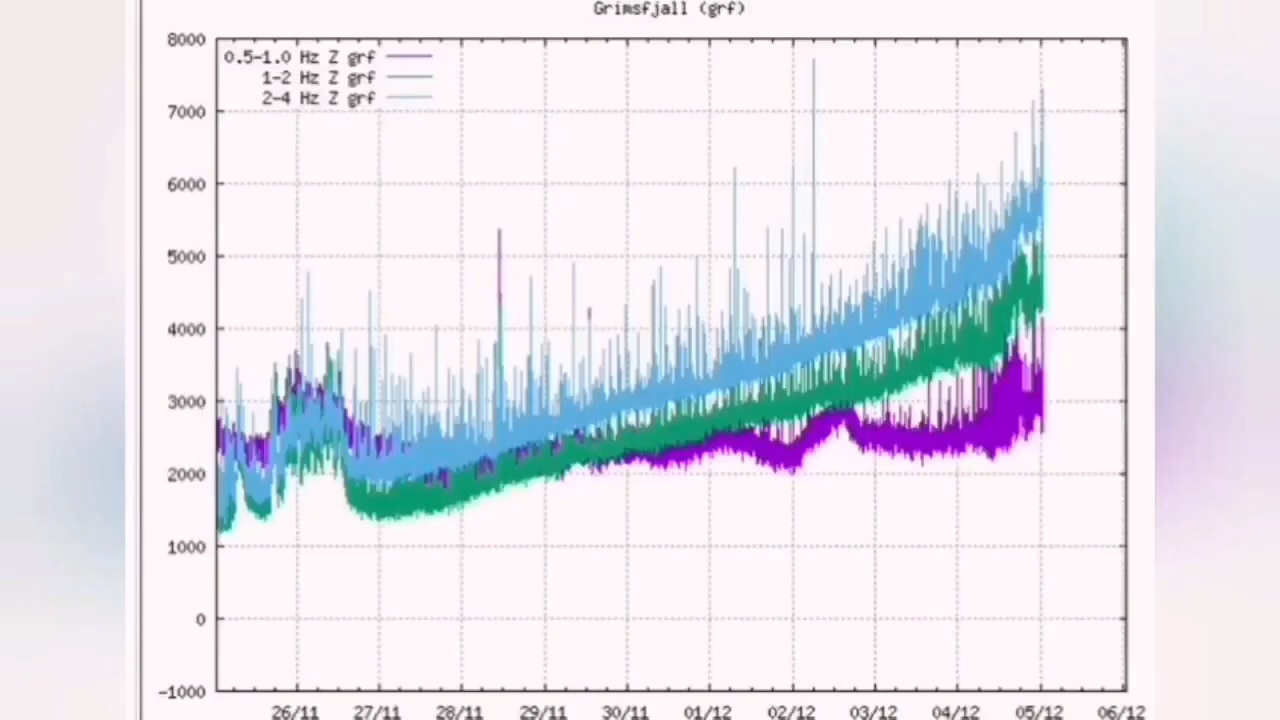 Grimsfjall (grf)
8000
0.5-1.0 Hz Z grf
1-2 Hz Z grf
2-4 Hz Z grf
7000
6000
5000
4000
3000
2000
1000
0
-1000
26/11 27/11 28/11 29/11 30/11 01/12 02/12 03/12 04/12 05/12 06/12